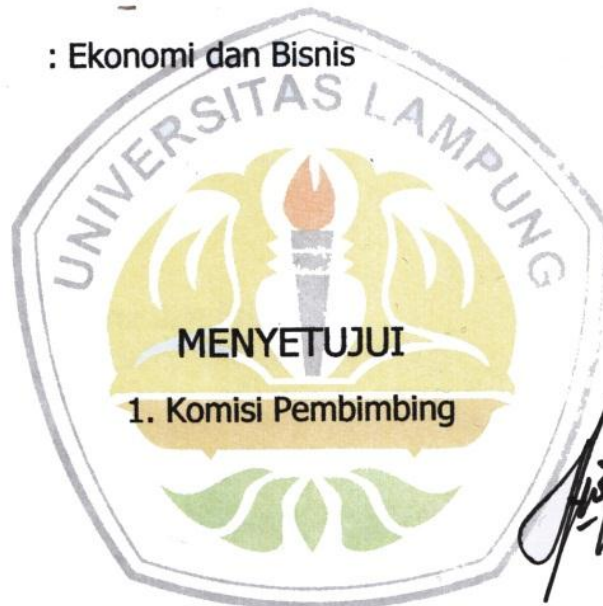 : Ekonomi dan Bisnis
UNIVERSITAS LAMPUNG
MENYETUJUI
1. Komisi Pembimbing